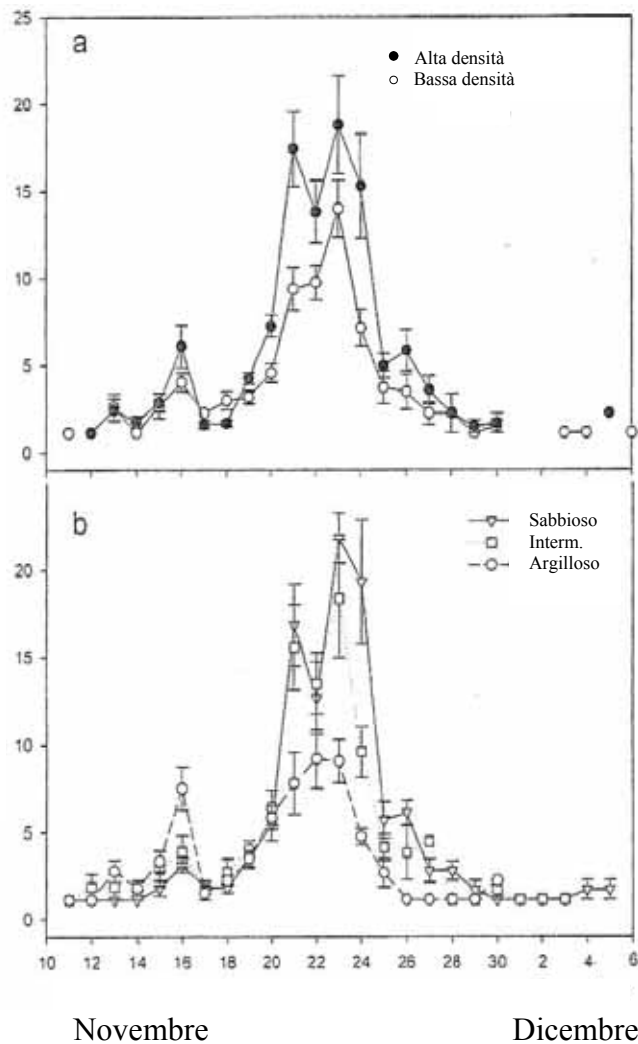 25
a
Alta densità
Bassa densità
20
15
10
5
0
b
Sabbioso
Interm.
Argilloso
20
15
10
5
0
10 12 14 16 18 20 22 24 26 28 30 2 4 6
Novembre Dicembre